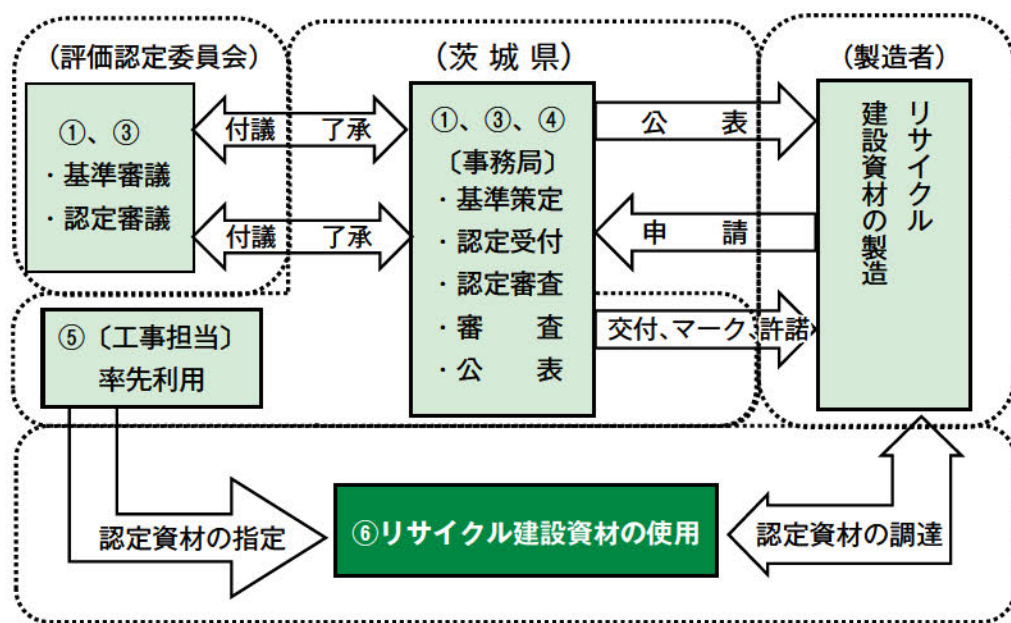 (評価認定委員会)
①、③
・基準審議
・認定審議
付議 了承
付議 了承
(茨城県)
①、③、④
〔事務局〕
・基準策定
・認定受付
・認定審査
・審 査
・公 表
公 表
申 請
交付、マーク、許諾
(製造者)
リサイクル
建設資材の製造
⑤〔工事担当〕
率先利用
認定資材の指定
⑥リサイクル建設資材の使用
認定資材の調達